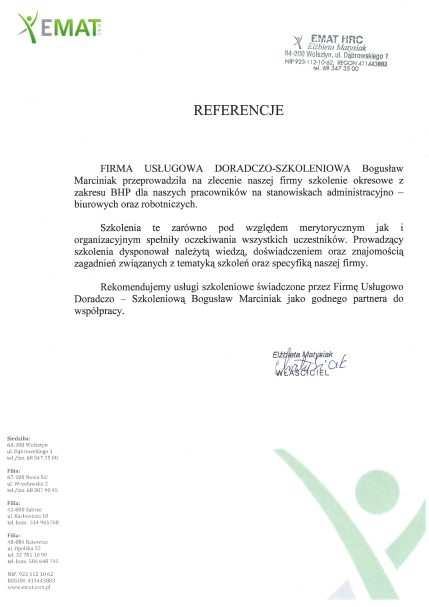 EMAT HRC
EMAT HRC
Elżbieta Matysiak
64-200 Wolsztyn, ul. Dąbrowskiego 1
NIP 923-112-10-62, REGON 411443883
tel. 68 347 35 00
REFERENCJE
FIRMA USŁUGOWA DORADCZO-SZKOLENIOWA Bogusław
Marciniak przeprowadziła na zlecenie naszej firmy szkolenie okresowe z
zakresu BHP dla naszych pracowników na stanowiskach administracyjno –
biurowych oraz robotniczych.
Szkolenia te zarówno pod względem merytorycznym jak i
organizacyjnym spełniły oczekiwania wszystkich uczestników. Prowadzący
szkolenia dysponował należytą wiedzą, doświadczeniem oraz znajomością
zagadnień związanych z tematyką szkoleń oraz specyfiką naszej firmy.
Rekomendujemy usługi szkoleniowe świadczone przez Firmę Usługowo
Doradczo – Szkoleniową Bogusław Marciniak jako godnego partnera do
współpracy.
Elżbieta Matysiak
WŁAŚCICIEL
Siedziba:
64-200 Wolsztyn
ul. Dąbrowskiego 1
tel./fax 68 347 35 00
Filia:
67-100 Nowa Sól
ul. Wrocławska 2
tel./fax. 68 387 90 45
Filia:
41-800 Zabrze
ul. Karłowicza 10
tel. kom. 514 965768
Filia:
40-084 Katowice
ul. Opolska 22
tel. 32 781 10 90
tel. kom. 506 648 741
NIP: 923 112 10 62
REGON: 411443883
www.emat.com.pl